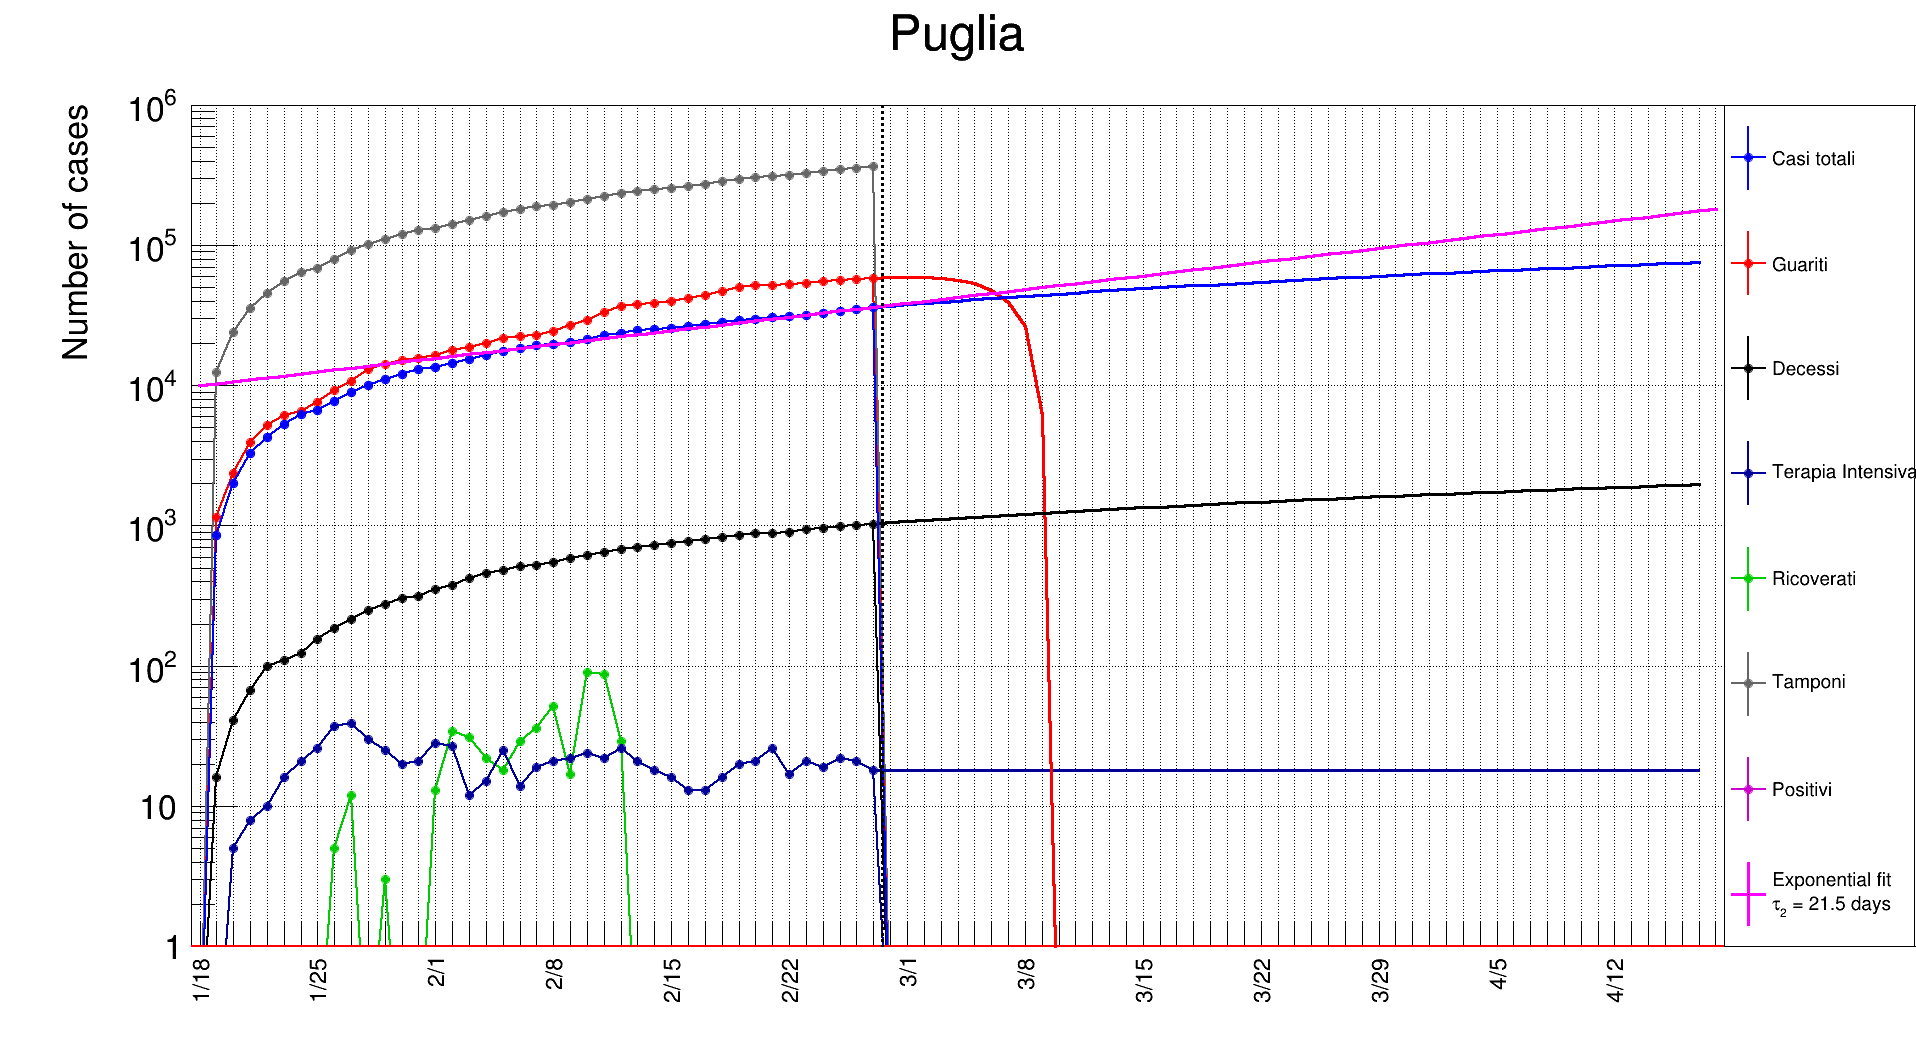 Puglia
Number of cases
10^6
10^5
10^4
10^3
10^2
10
1
1/18
1/25
2/1
2/8
2/15
2/22
3/1
3/8
3/15
3/22
3/29
4/5
4/12
Casi totali
Guariti
Decessi
Terapia Intensiva
Ricoverati
Tamponi
Positivi
Exponential fit
τ₂ = 21.5 days